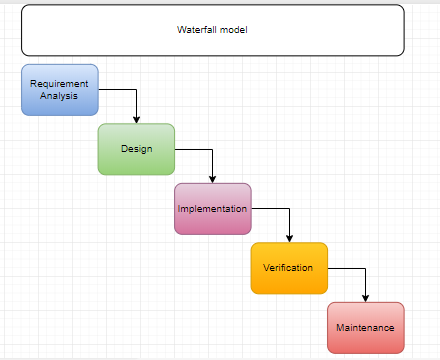 Waterfall model
Requirement
Analysis
Design
Implementation
Verification
Maintenance